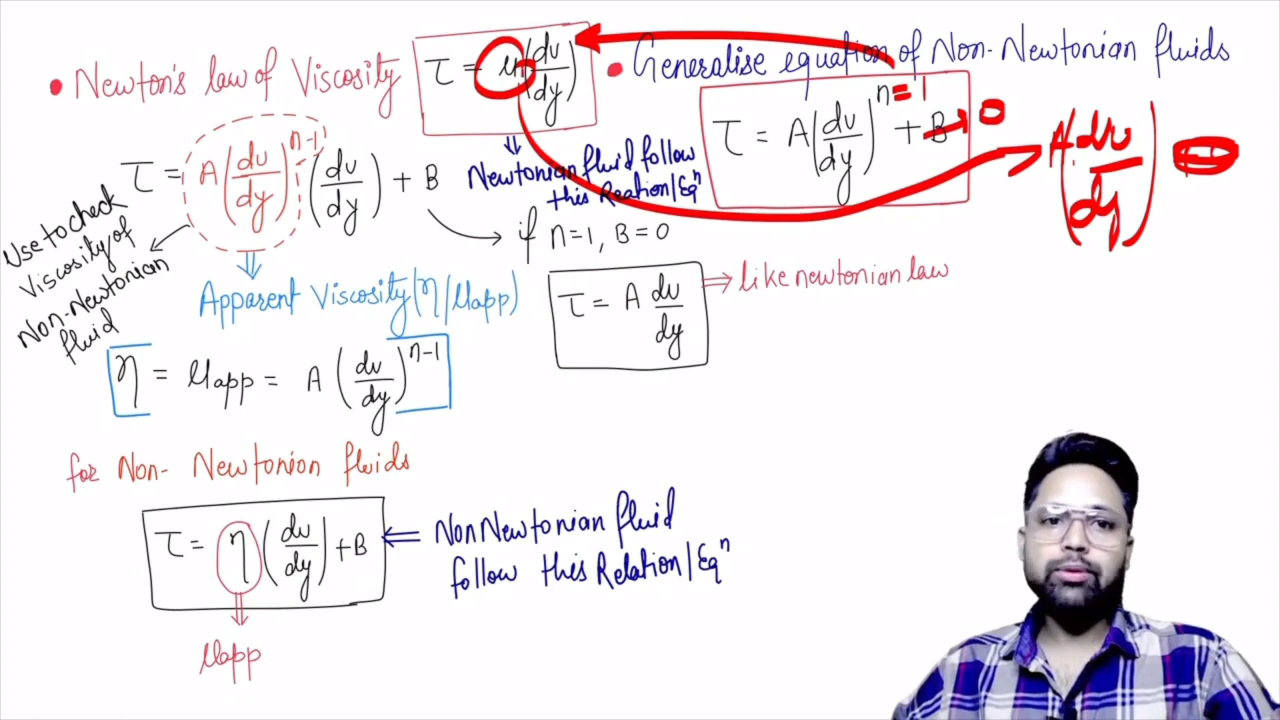 • Newton's law of Viscosity τ = μ(du/dy)
• Generalise equation of Non-Newtonian fluids
τ = A(du/dy)^n=1 + B → 0
A(du/dy)
τ = A(du/dy)^n-1 (du/dy) + B
⇓
Newtonian fluid follow
this Relation/Eqⁿ
→ if n=1, B=0
Use to check
Viscosity of
Non-Newtonian
fluid
⇓
Apparent Viscosity (η/μapp)
τ = A du/dy ⇒ like newtonian law
η = μapp = A(du/dy)^n-1
for Non-Newtonion fluids
τ = η(du/dy) + B ⇐ Non Newtonian fluid
follow this Relation/Eqⁿ
μapp